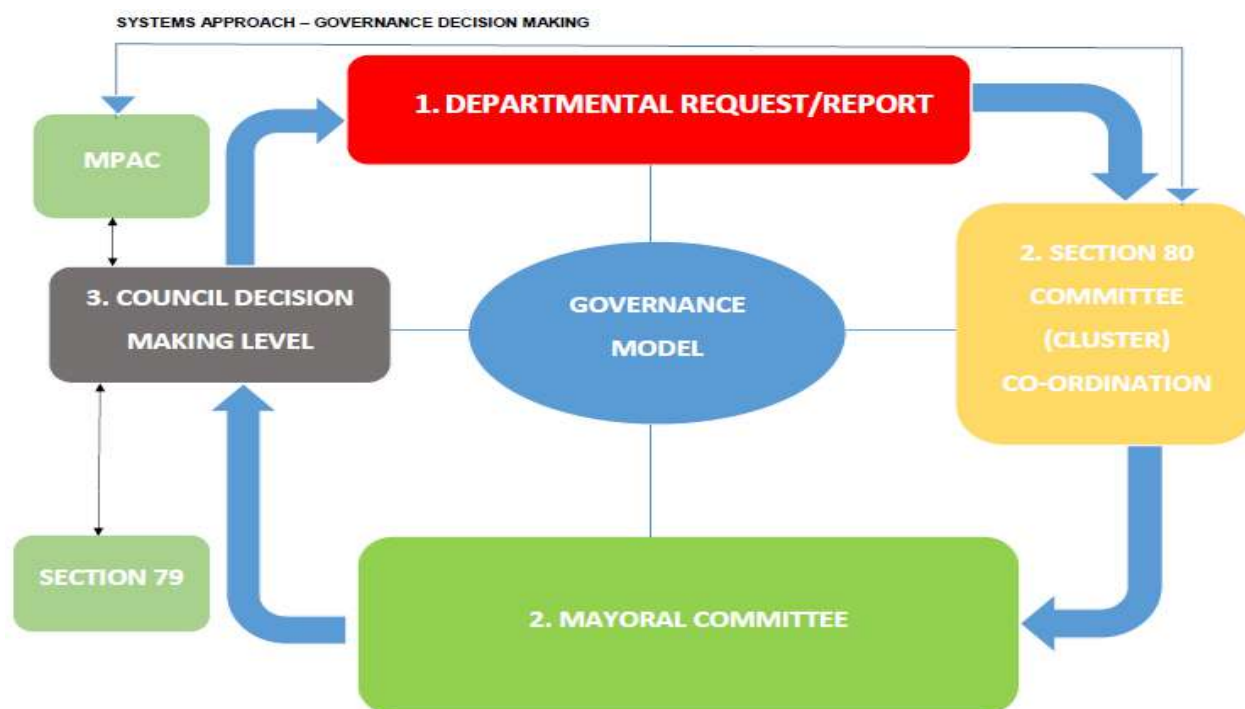 SYSTEMS APPROACH – GOVERNANCE DECISION MAKING
1. DEPARTMENTAL REQUEST/REPORT
MPAC
2. SECTION 80
COMMITTEE
(CLUSTER)
CO-ORDINATION
3. COUNCIL DECISION
MAKING LEVEL
GOVERNANCE
MODEL
SECTION 79
2. MAYORAL COMMITTEE